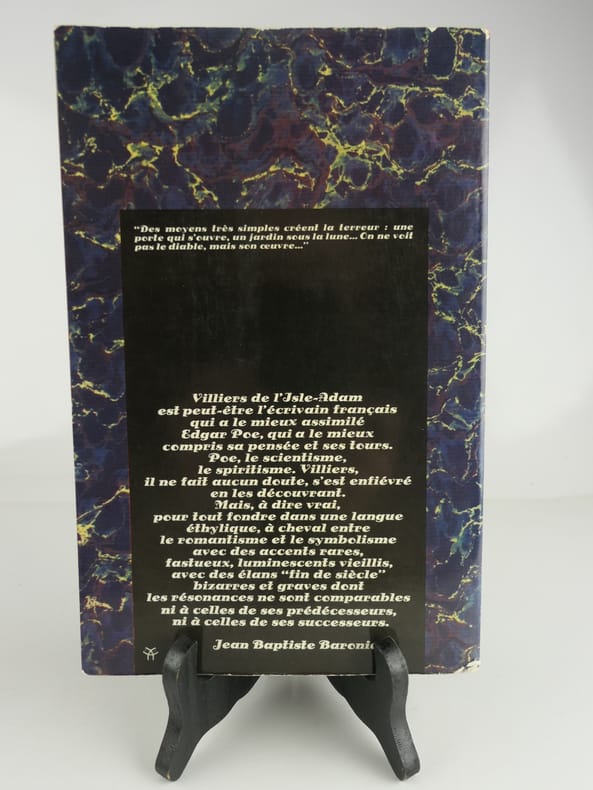 “Des moyens très simples créent la terreur : une
porte qui s'ouvre, un jardin sous la lune... On ne voit
pas le diable, mais son œuvre...”
Villiers de l'Isle-Adam
est peut-être l'écrivain français
qui a le mieux assimilé
Edgar Poe, qui a le mieux
compris sa pensée et ses tours.
Poe, le scientisme,
le spiritisme. Villiers,
il ne fait aucun doute, s'est enfiévré
en les découvrant.
Mais, à dire vrai,
pour tout fondre dans une langue
éthylique, à cheval entre
le romantisme et le symbolisme
avec des accents rares,
fastueux, luminescents vieillis,
avec des élans “fin de siècle”
bizarres et graves dont
les résonances ne sont comparables
ni à celles de ses prédécesseurs,
ni à celles de ses successeurs.
Jean Baptiste